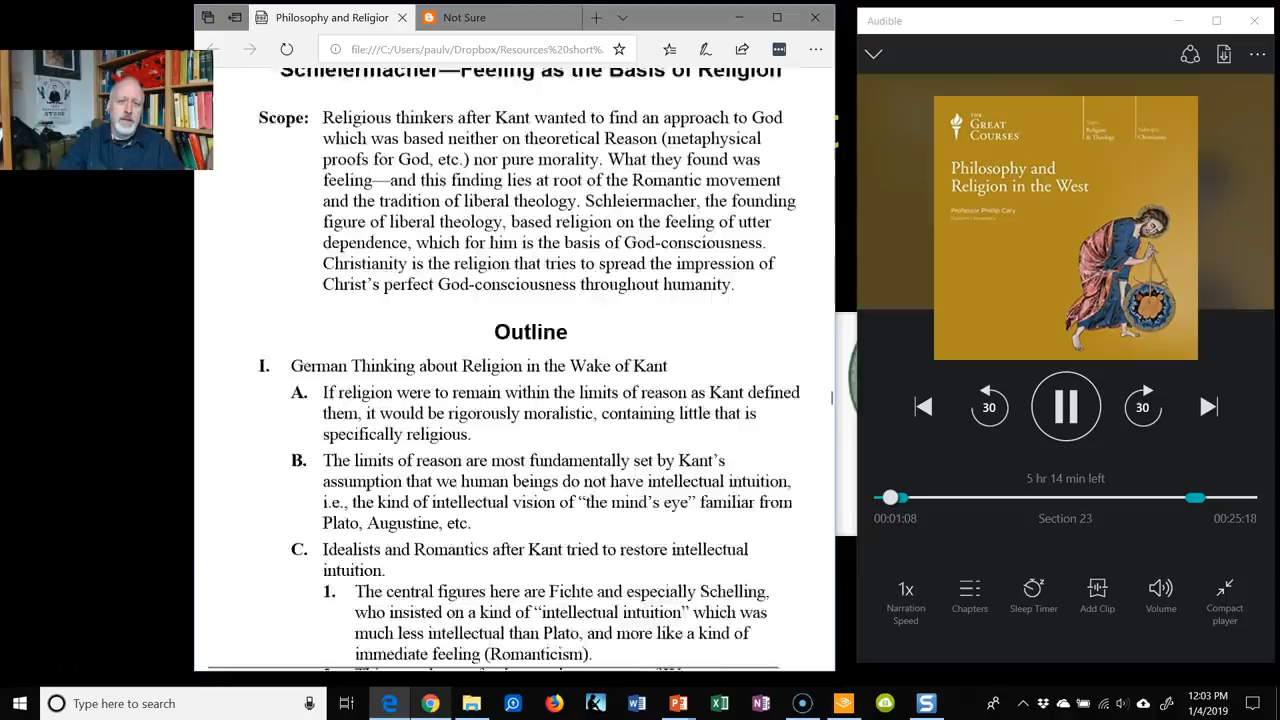 Philosophy and Religior
Not Sure
file:///C:/Users/paulv/Dropbox/Resources%20short%
Schleiermacher—Feeling as the Basis of Religion
Scope: Religious thinkers after Kant wanted to find an approach to God
which was based neither on theoretical Reason (metaphysical
proofs for God, etc.) nor pure morality. What they found was
feeling—and this finding lies at root of the Romantic movement
and the tradition of liberal theology. Schleiermacher, the founding
figure of liberal theology, based religion on the feeling of utter
dependence, which for him is the basis of God-consciousness.
Christianity is the religion that tries to spread the impression of
Christ's perfect God-consciousness throughout humanity.
Outline
I. German Thinking about Religion in the Wake of Kant
A. If religion were to remain within the limits of reason as Kant defined
them, it would be rigorously moralistic, containing little that is
specifically religious.
B. The limits of reason are most fundamentally set by Kant's
assumption that we human beings do not have intellectual intuition,
i.e., the kind of intellectual vision of "the mind's eye" familiar from
Plato, Augustine, etc.
C. Idealists and Romantics after Kant tried to restore intellectual
intuition.
1. The central figures here are Fichte and especially Schelling,
who insisted on a kind of "intellectual intuition" which was
much less intellectual than Plato, and more like a kind of
immediate feeling (Romanticism).
Audible
THE
GREAT
COURSES
Topic
Religion
& Theology
Subtopic
Christianity
Philosophy and
Religion in the West
Professor Phillip Cary
30
30
5 hr 14 min left
00:01:08
Section 23
00:25:18
1x
Narration
Speed
Chapters
Sleep Timer
Add Clip
Volume
Compact
player
Type here to search
12:03 PM
1/4/2019